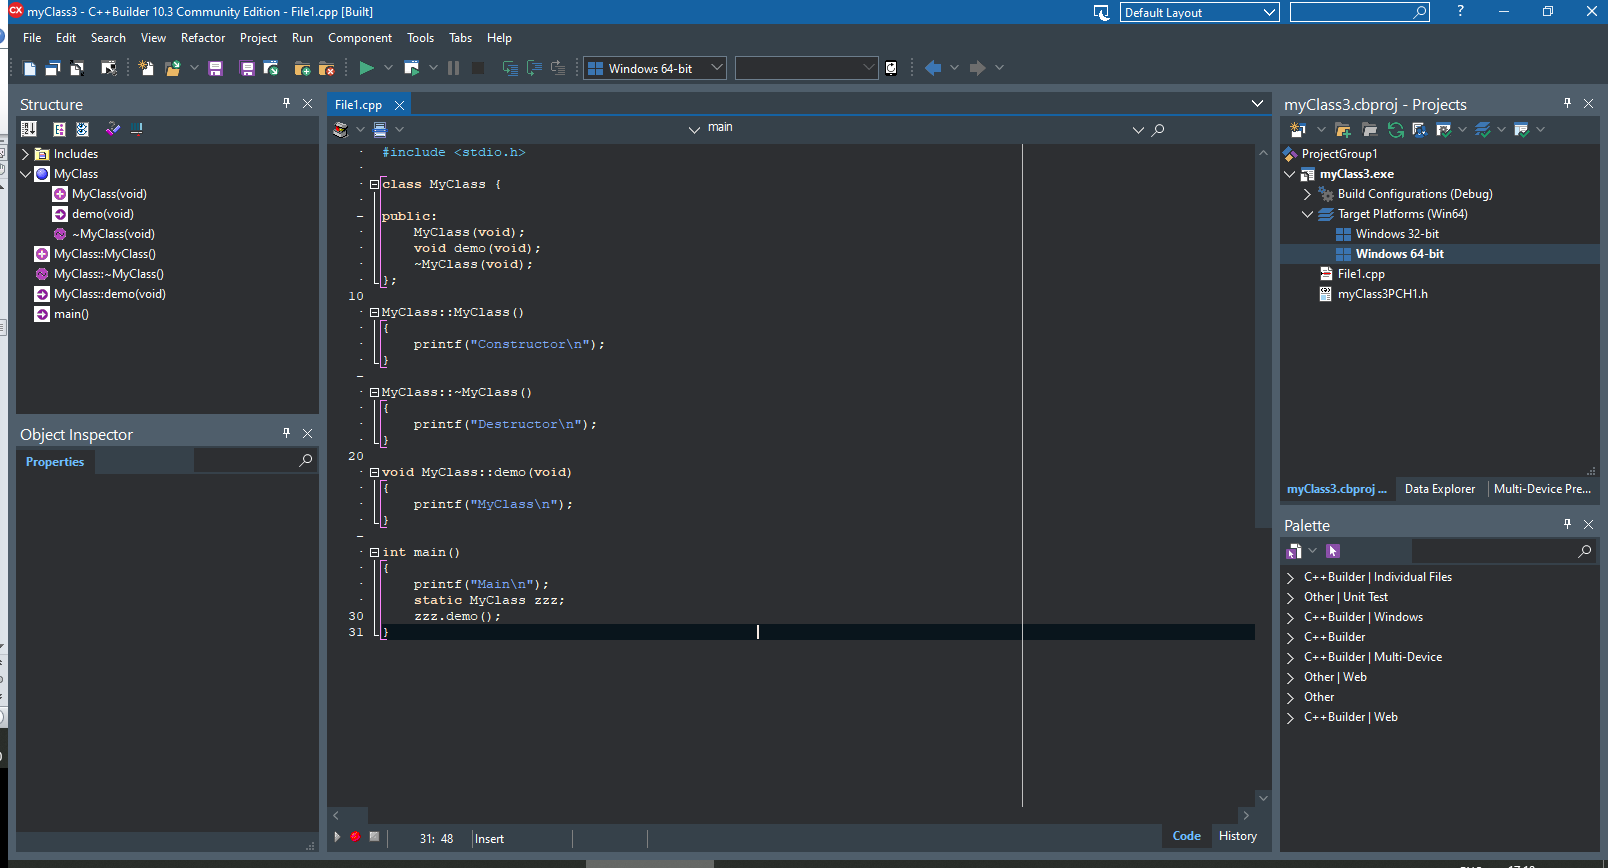 myClass3 - C++Builder 10.3 Community Edition - File1.cpp [Built]
Default Layout
?
File Edit Search View Refactor Project Run Component Tools Tabs Help
Windows 64-bit
Structure
Includes
MyClass
MyClass(void)
demo(void)
~MyClass(void)
MyClass::MyClass()
MyClass::~MyClass()
MyClass::demo(void)
main()
Object Inspector
Properties
File1.cpp
main
#include <stdio.h>
class MyClass {
public:
MyClass(void);
void demo(void);
~MyClass(void);
};
10
MyClass::MyClass()
{
printf("Constructor\n");
}
MyClass::~MyClass()
{
printf("Destructor\n");
}
20
void MyClass::demo(void)
{
printf("MyClass\n");
}
int main()
{
printf("Main\n");
static MyClass zzz;
30 zzz.demo();
31 }
31: 48 Insert
Code History
myClass3.cbproj - Projects
ProjectGroup1
myClass3.exe
Build Configurations (Debug)
Target Platforms (Win64)
Windows 32-bit
Windows 64-bit
File1.cpp
myClass3PCH1.h
myClass3.cbproj ... Data Explorer Multi-Device Pre...
Palette
C++Builder | Individual Files
Other | Unit Test
C++Builder | Windows
C++Builder
C++Builder | Multi-Device
Other | Web
Other
C++Builder | Web